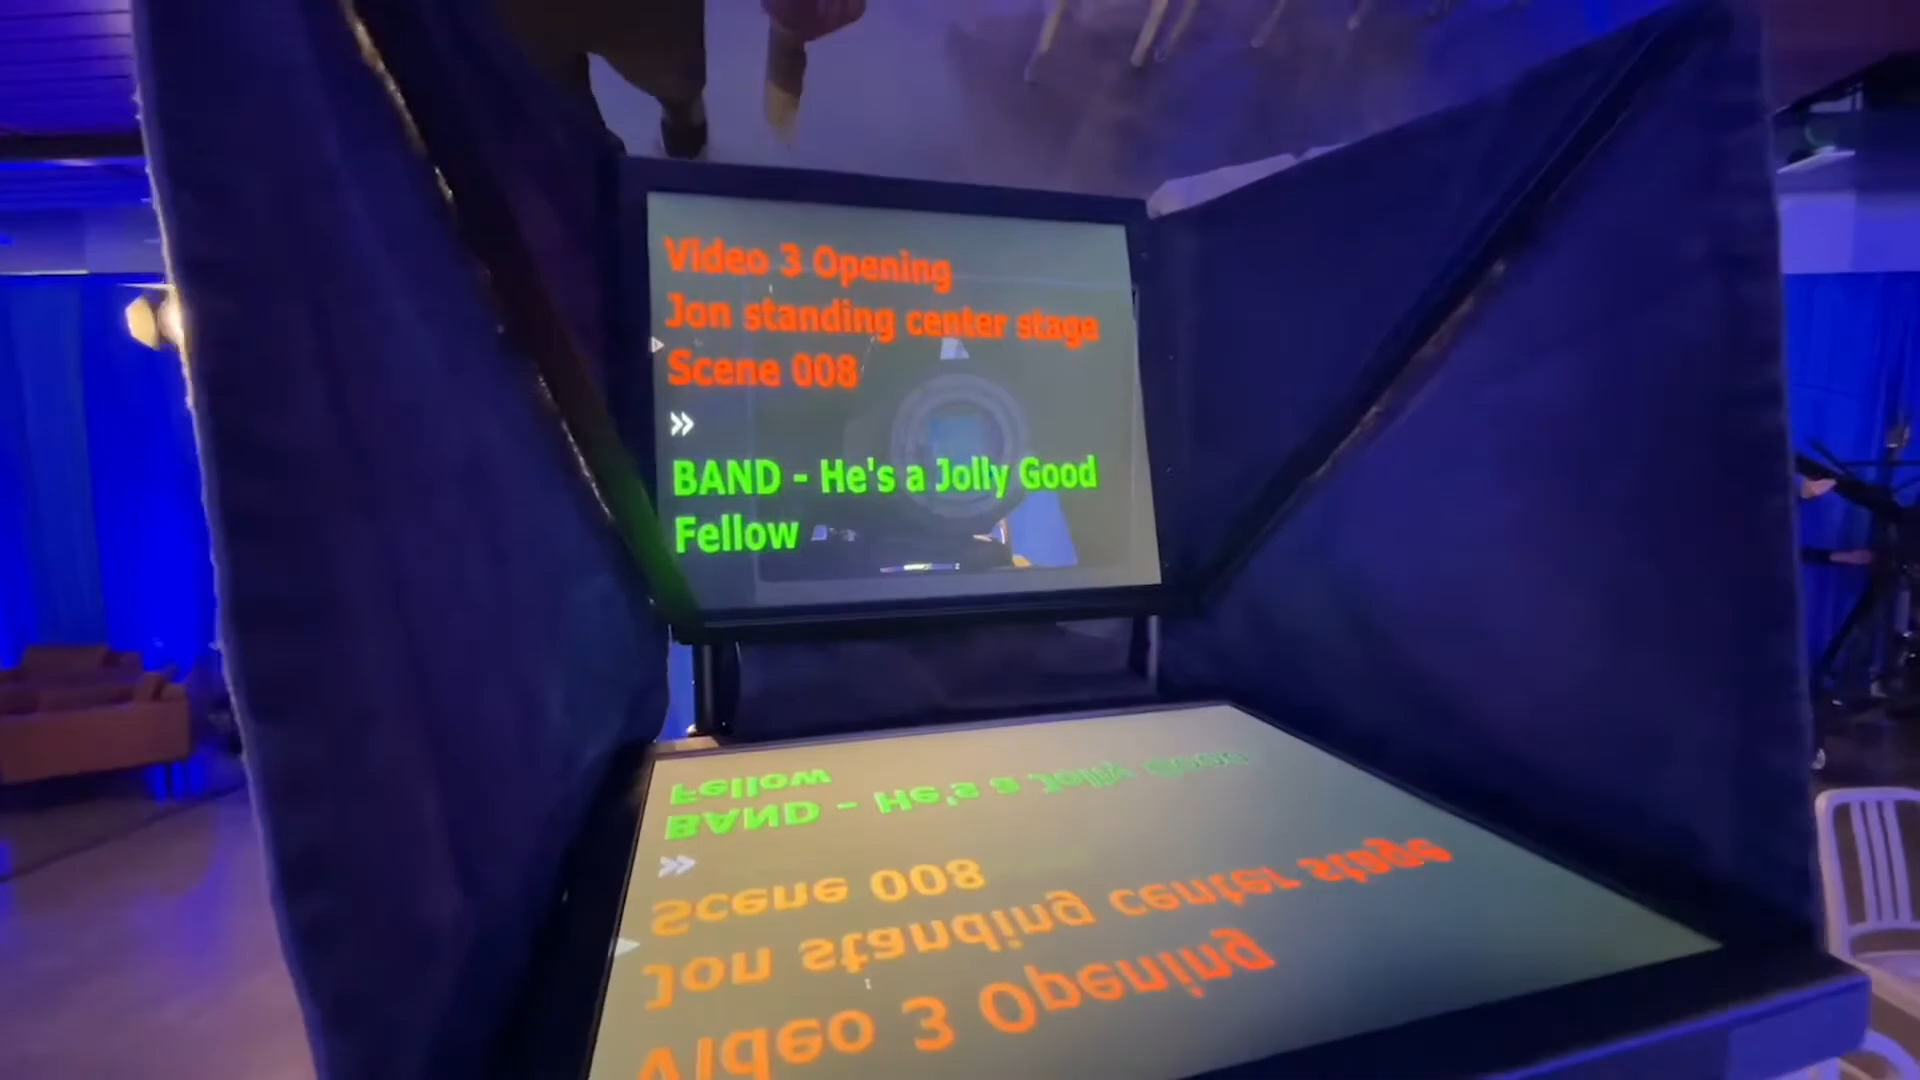 Video 3 Opening
Jon standing center stage
Scene 008
»
BAND - He's a Jolly Good
Fellow
Fellow
BAND - He's a Jolly Good
»
Scene 008
Jon standing center stage
Video 3 Opening